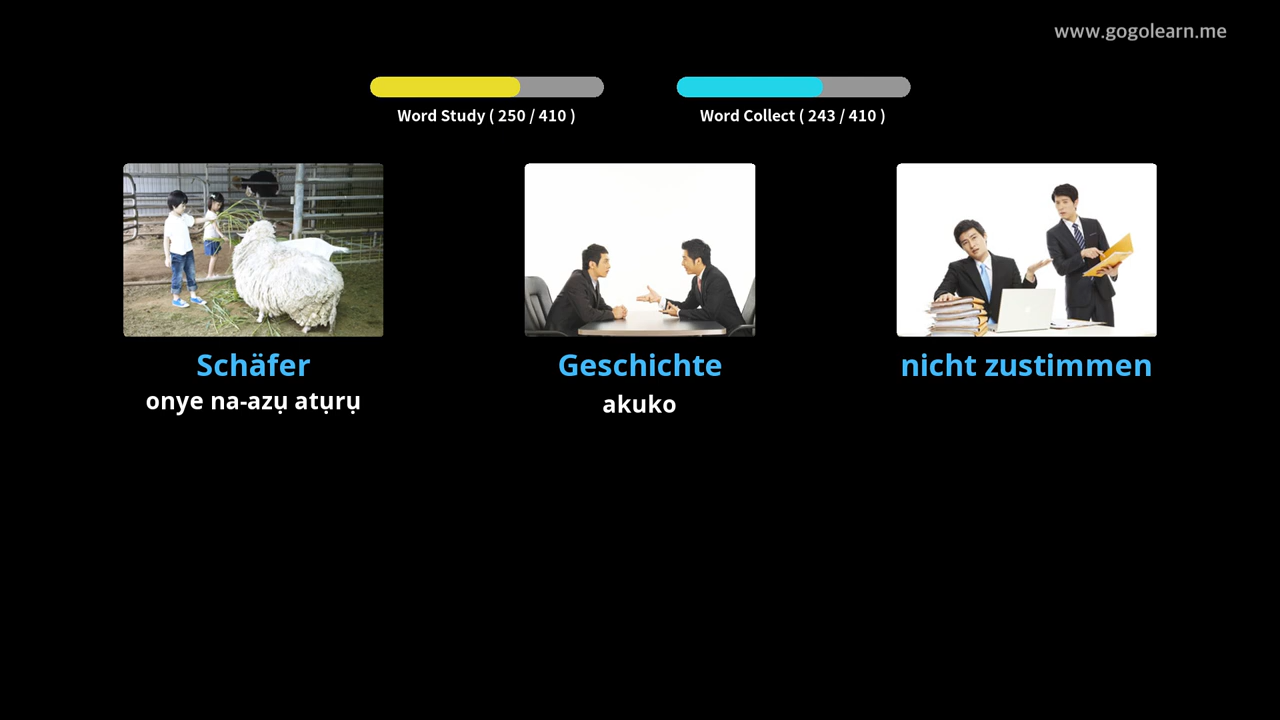 www.gogolearn.me
Word Study ( 250 / 410 )
Word Collect ( 243 / 410 )
Schäfer
onye na-azụ atụrụ
Geschichte
akuko
nicht zustimmen